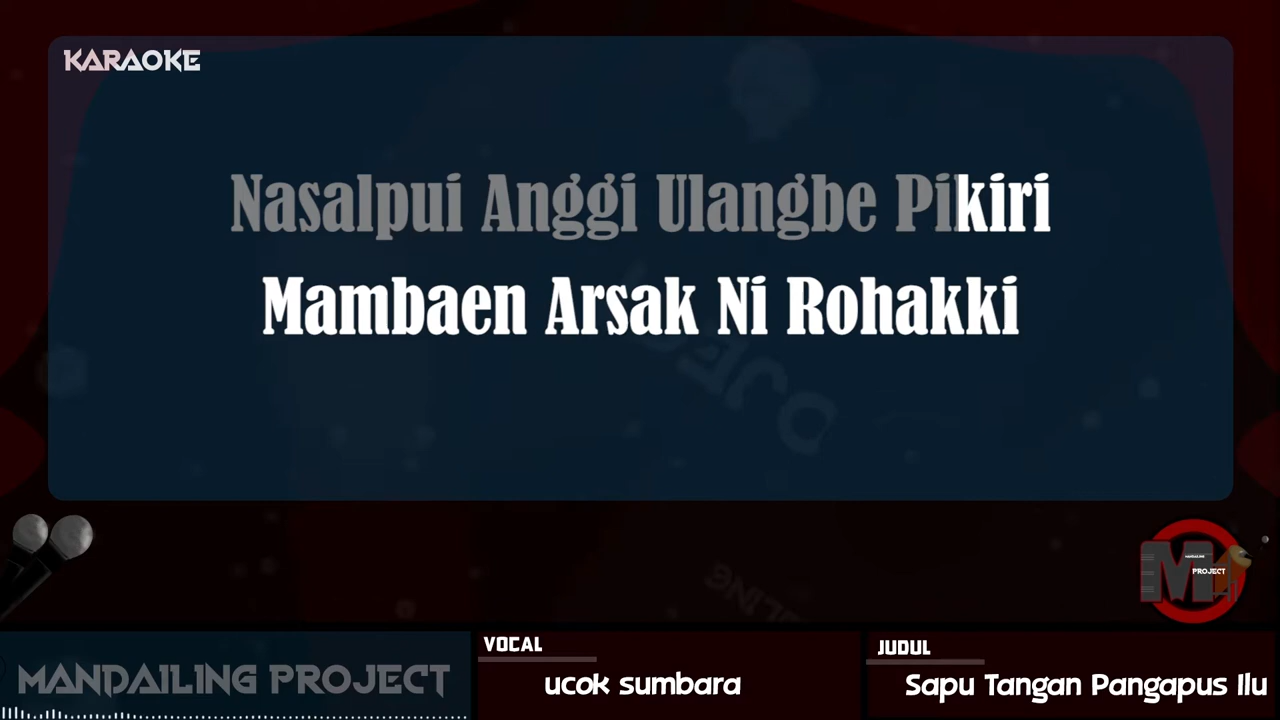 KARAOKE
Nasalpui Anggi Ulangbe Pikiri
Mambaen Arsak Ni Rohakki
MANDAILING
PROJECT
VOCAL
JUDUL
MANDAILING PROJECT
ucok sumbara
Sapu Tangan Pangapus Ilu